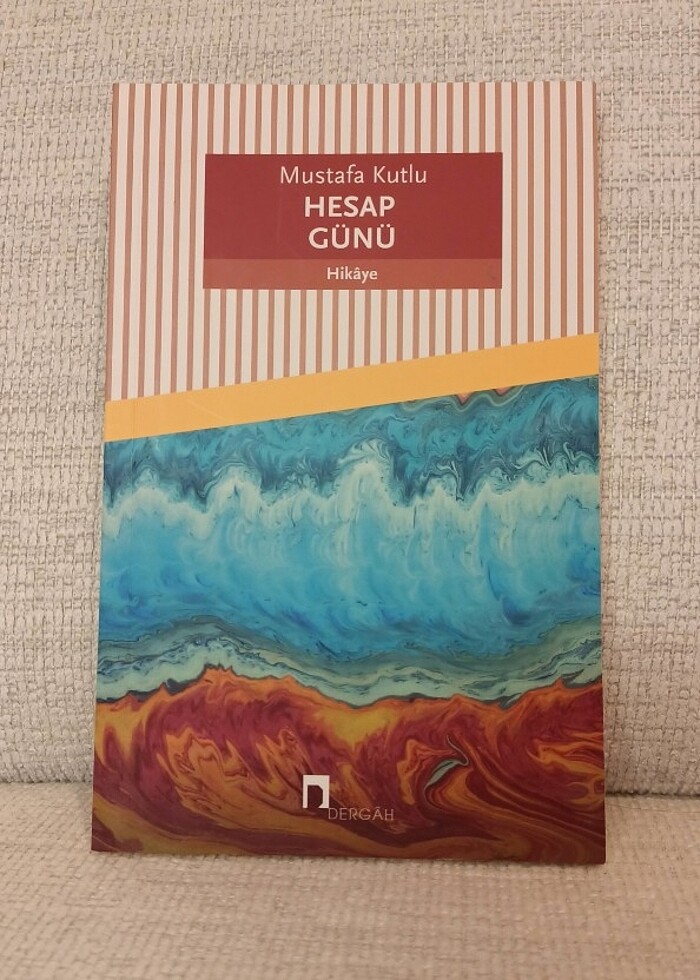 Mustafa Kutlu
HESAP
GÜNÜ
Hikâye
DERGÂH